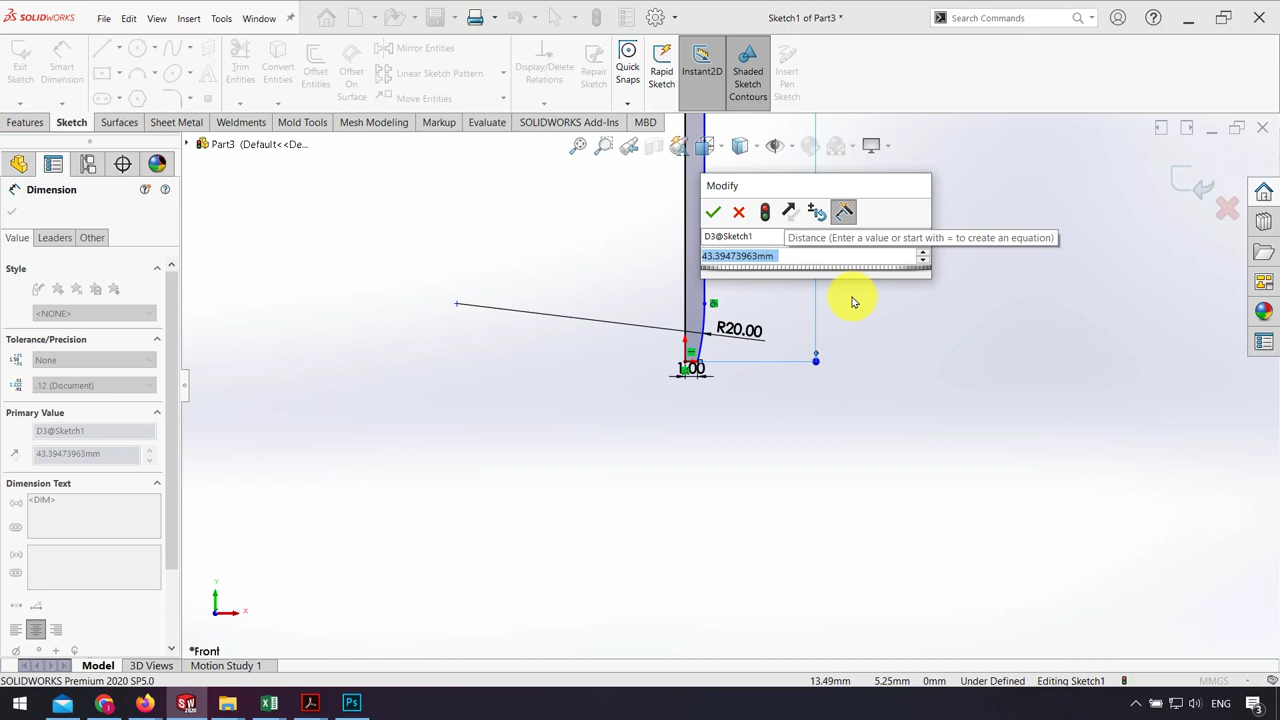 SOLIDWORKS
File
Edit
View
Insert
Tools
Window
Sketch1 of Part3 *
Search Commands
Exit Sketch
Smart Dimension
Trim Entities
Convert Entities
Offset Entities
Offset On Surface
Mirror Entities
Linear Sketch Pattern
Move Entities
Display/Delete Relations
Repair Sketch
Quick Snaps
Rapid Sketch
Instant2D
Shaded Sketch Contours
Insert Pen Sketch
Features
Sketch
Surfaces
Sheet Metal
Weldments
Mold Tools
Mesh Modeling
Markup
Evaluate
SOLIDWORKS Add-Ins
MBD
Part3 (Default<<De...
Dimension
Value
Leaders
Other
Style
<NONE>
Tolerance/Precision
None
.12 (Document)
Primary Value
D3@Sketch1
43.39473963mm
Dimension Text
<DIM>
Modify
D3@Sketch1
Distance (Enter a value or start with = to create an equation)
43.39473963mm
R20.00
1.00
Y
X
*Front
Model
3D Views
Motion Study 1
SOLIDWORKS Premium 2020 SP5.0
13.49mm
5.25mm
0mm
Under Defined
Editing Sketch1
MMGS
ENG